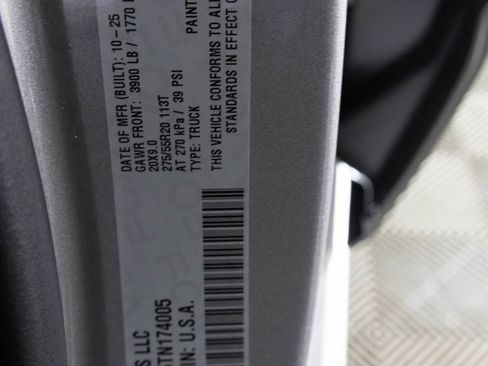 DATE OF MFR (BUILT): 10-25
GAWR FRONT: 3900 LB / 1770
20X9.0
275/55R20 113T
AT 270 kPa / 39 PSI
TYPE: TRUCK
THIS VEHICLE CONFORMS TO
STANDARDS IN EFFECT
PAINT
S LLC
TN174005
IN: U.S.A.